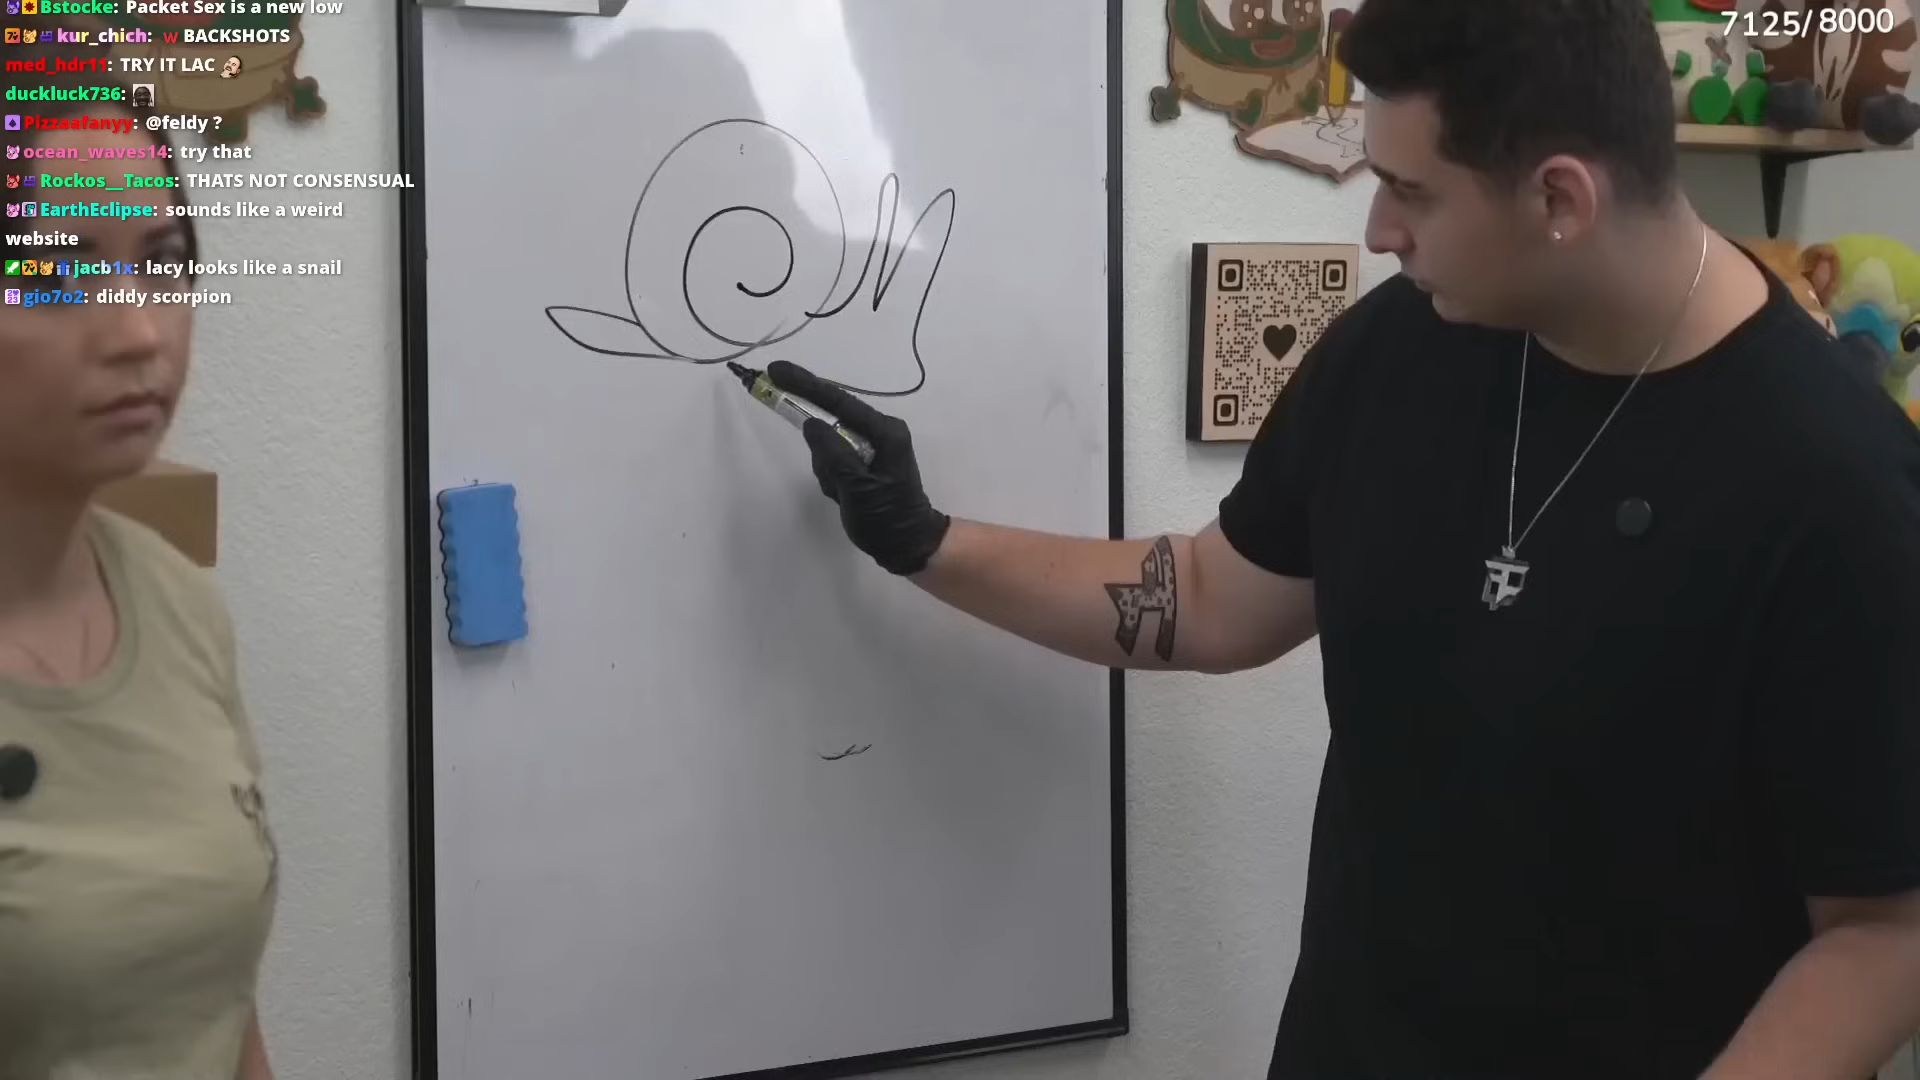 Bstocke: Packet Sex is a new low
kur_chich: W BACKSHOTS
med_hdr11: TRY IT LAC
duckluck736:
Pizzaafanyy: @feldy ?
ocean_waves14: try that
Rockos__Tacos: THATS NOT CONSENSUAL
EarthEclipse: sounds like a weird
website
jacb1x: lacy looks like a snail
gio7o2: diddy scorpion
7125/8000